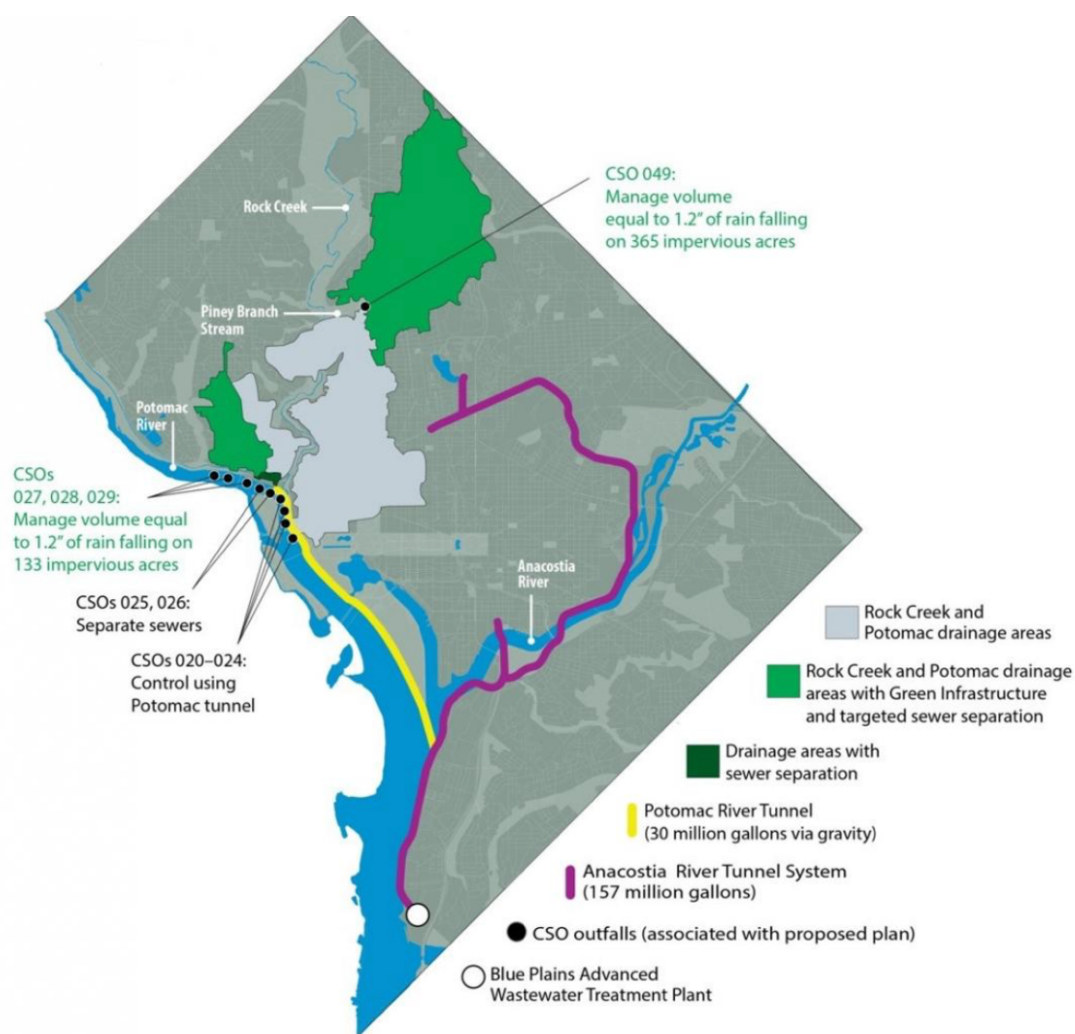 CSO 049:
Manage volume
equal to 1.2” of rain falling
on 365 impervious acres
Rock Creek
Piney Branch
Stream
Potomac
River
CSOs
027, 028, 029:
Manage volume equal
to 1.2” of rain falling on
133 impervious acres
CSOs 025, 026:
Separate sewers
CSOs 020–024:
Control using
Potomac tunnel
Anacostia
River
Rock Creek and
Potomac drainage areas
Rock Creek and Potomac drainage
areas with Green Infrastructure
and targeted sewer separation
Drainage areas with
sewer separation
Potomac River Tunnel
(30 million gallons via gravity)
Anacostia River Tunnel System
(157 million gallons)
CSO outfalls (associated with proposed plan)
Blue Plains Advanced
Wastewater Treatment Plant